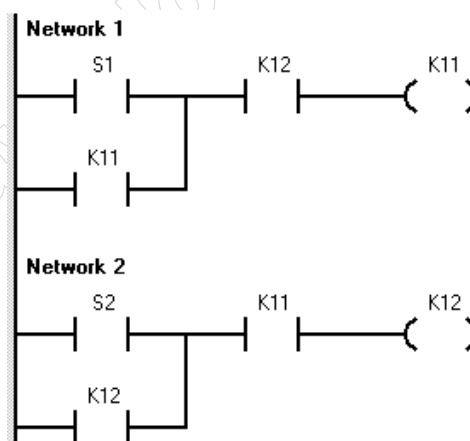 Network 1
S1 K12 K11
K11
Network 2
S2 K11 K12
K12